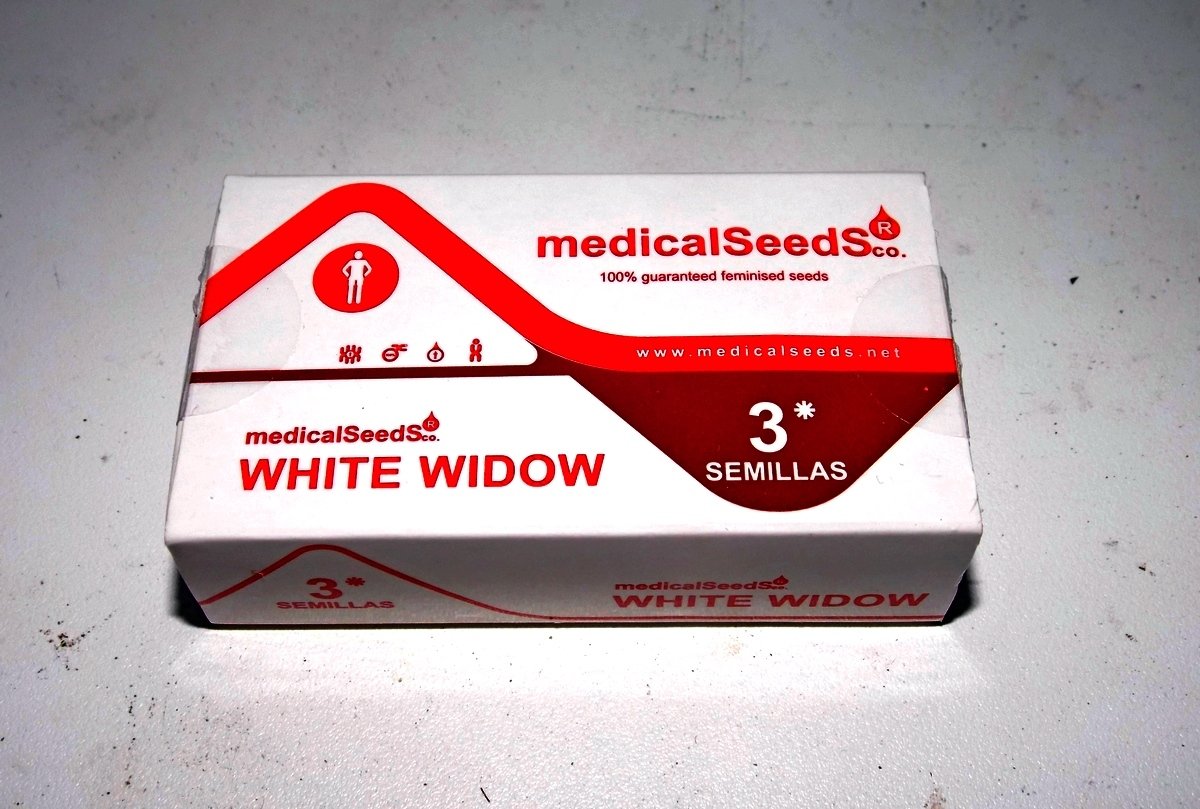 medicalSeedS co. R
100% guaranteed feminised seeds
www.medicalseeds.net
3*
SEMILLAS
medicalSeedS co. R
WHITE WIDOW
3*
SEMILLAS
medicalSeedS co.
WHITE WIDOW